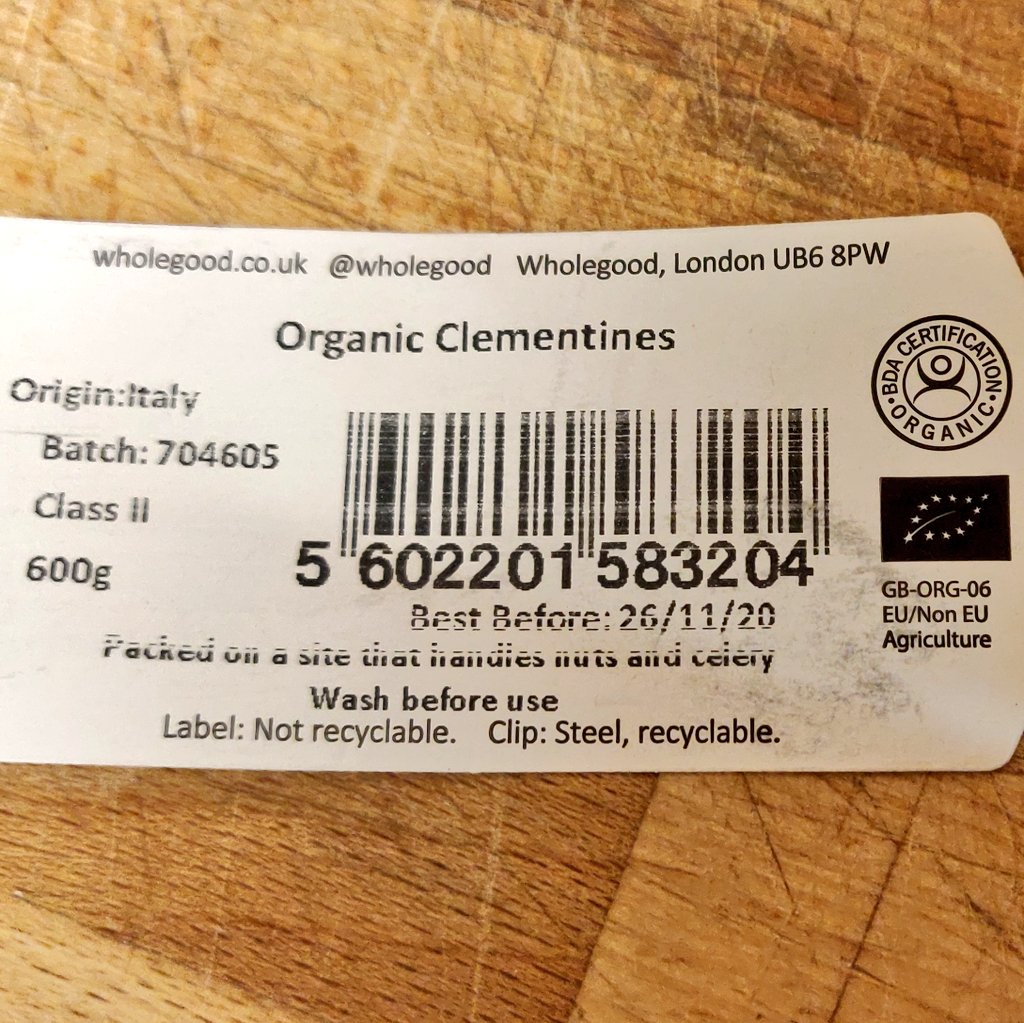 wholegood.co.uk @wholegood Wholegood, London UB6 8PW
Organic Clementines
Origin:Italy
Batch: 704605
Class II
600g
5 602201 583204
Best Before: 26/11/20
Packed on a site that handles nuts and celery
Wash before use
Label: Not recyclable. Clip: Steel, recyclable.
•BDA CERTIFICATION•
ORGANIC
GB-ORG-06
EU/Non EU
Agriculture